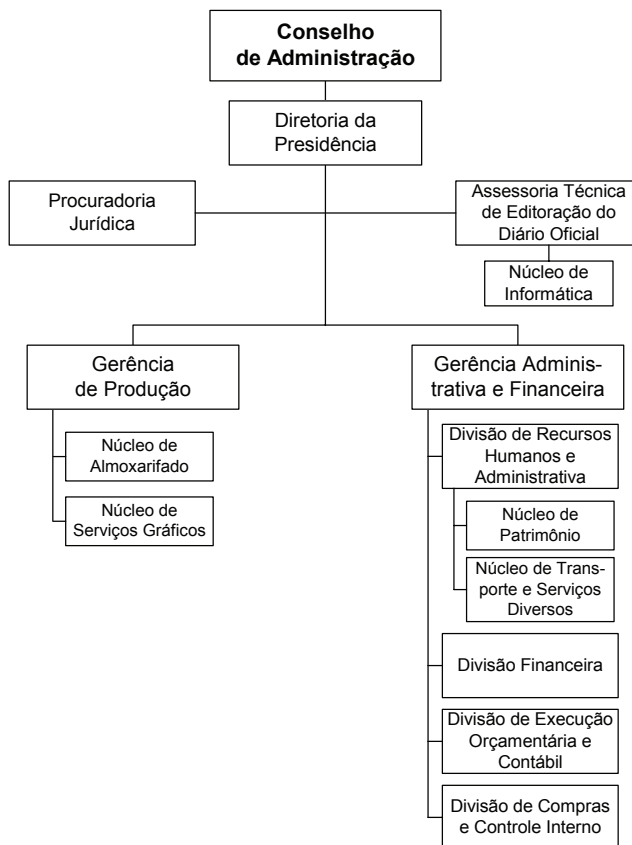 Conselho
de Administração
Diretoria da
Presidência
Procuradoria
Jurídica
Assessoria Técnica
de Editoração do
Diário Oficial
Núcleo de
Informática
Gerência
de Produção
Núcleo de
Almoxarifado
Núcleo de
Serviços Gráficos
Gerência Adminis-
trativa e Financeira
Divisão de Recursos
Humanos e
Administrativa
Núcleo de
Patrimônio
Núcleo de Trans-
porte e Serviços
Diversos
Divisão Financeira
Divisão de Execução
Orçamentária e
Contábil
Divisão de Compras
e Controle Interno